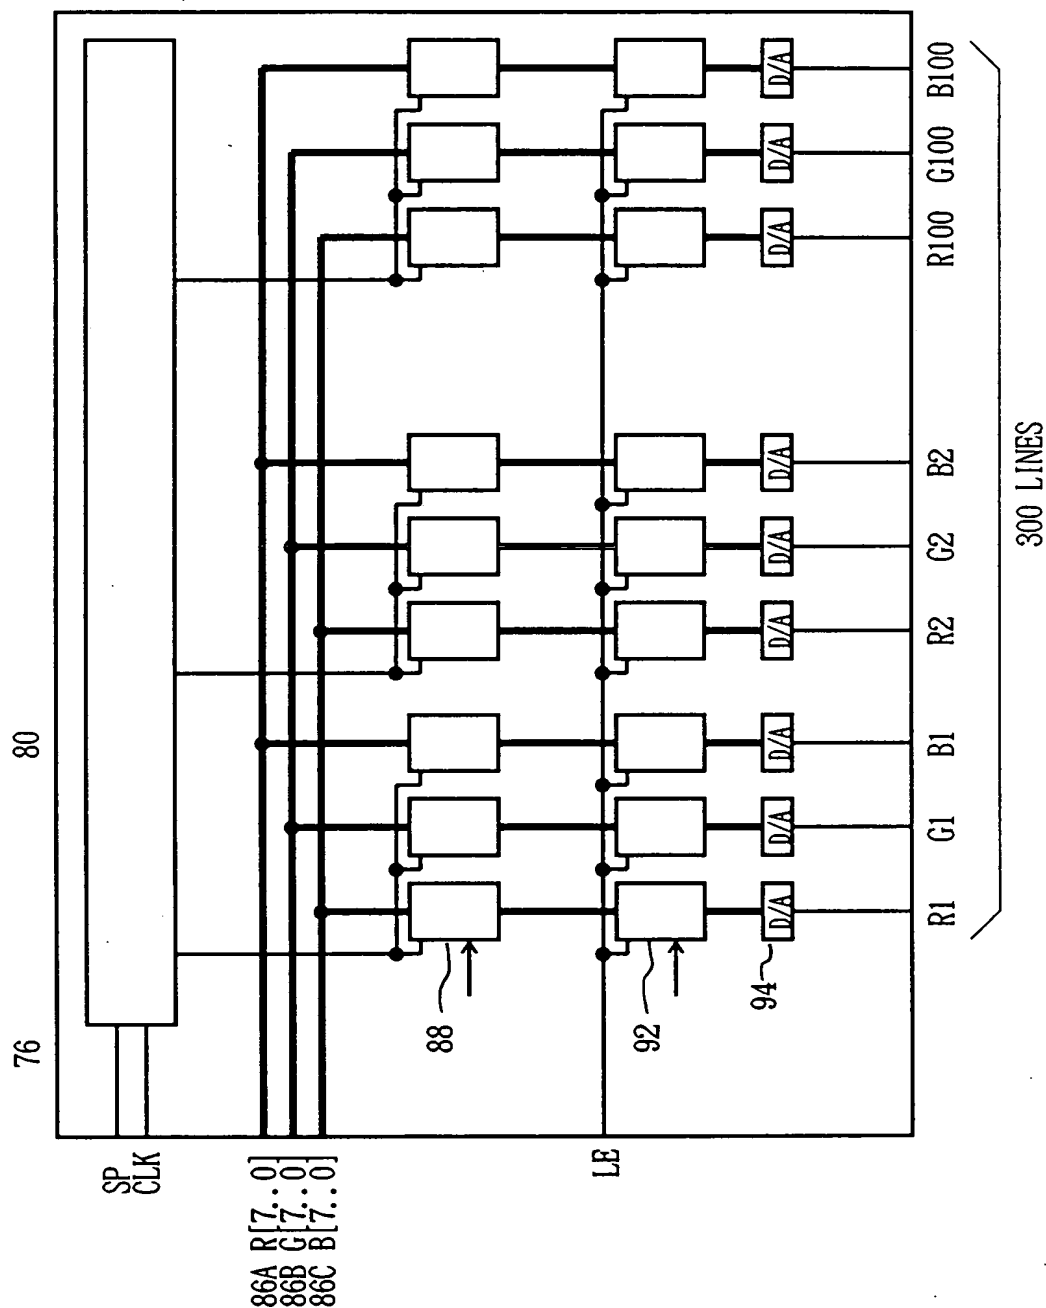 76
80
SP
CLK
86A R[7..0]
86B G[7..0]
86C B[7..0]
LE
88
92
94
D/A
D/A
D/A
D/A
D/A
D/A
D/A
D/A
D/A
R1
G1
B1
R2
G2
B2
R100
G100
B100
300 LINES